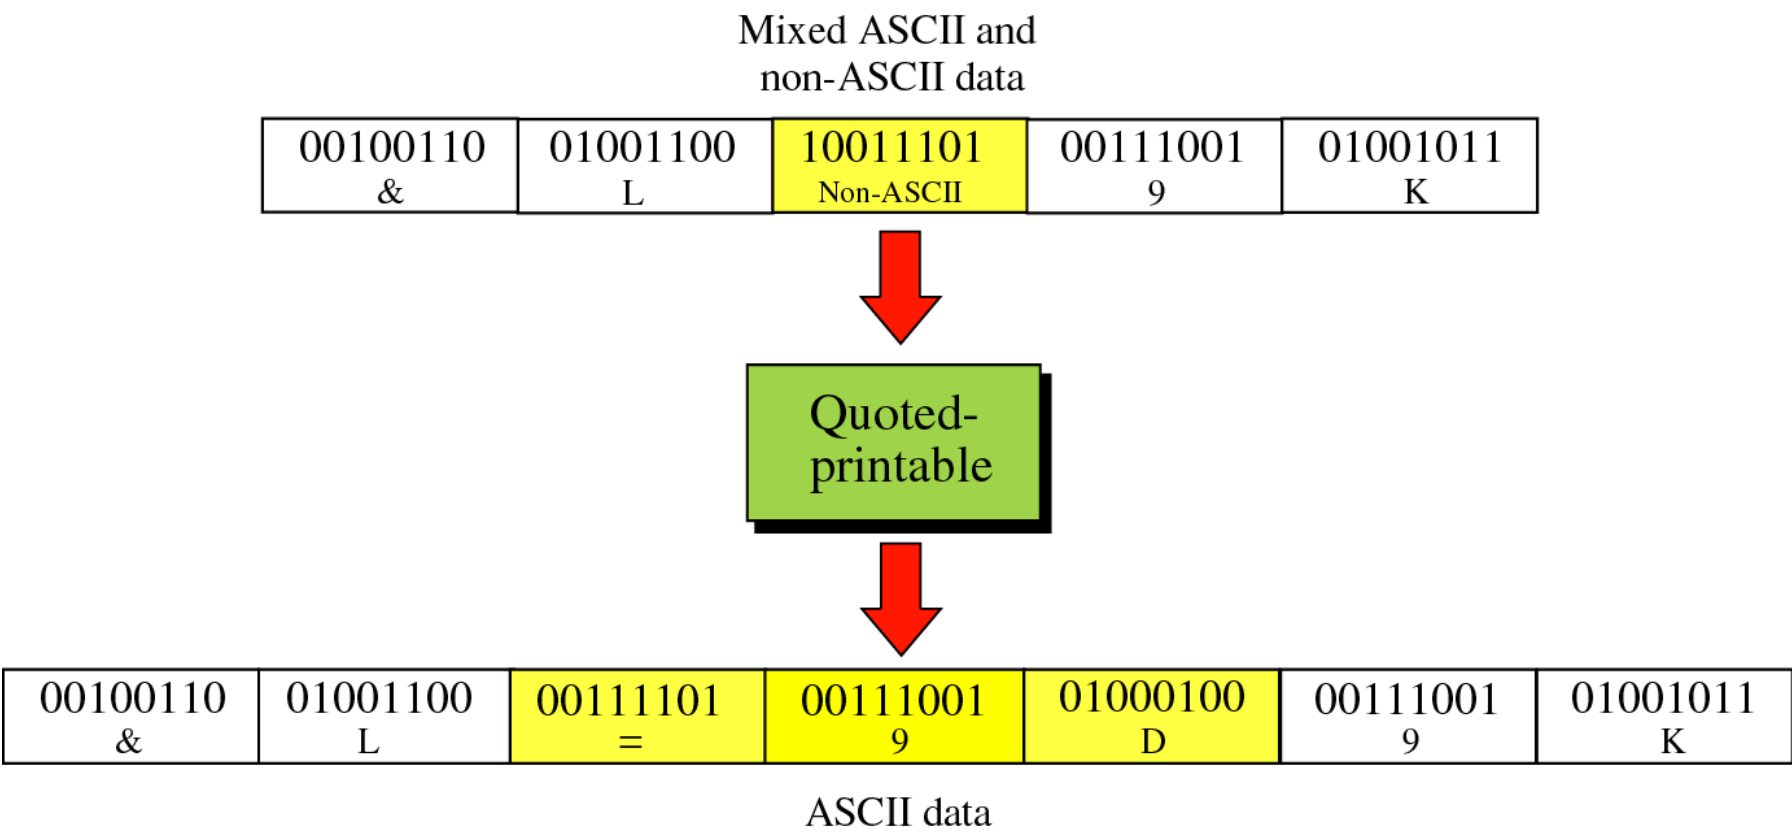 Mixed ASCII and
non-ASCII data
00100110 01001100 10011101 00111001 01001011
& L Non-ASCII 9 K
Quoted-
printable
00100110 01001100 00111101 00111001 01000100 00111001 01001011
& L = 9 D 9 K
ASCII data